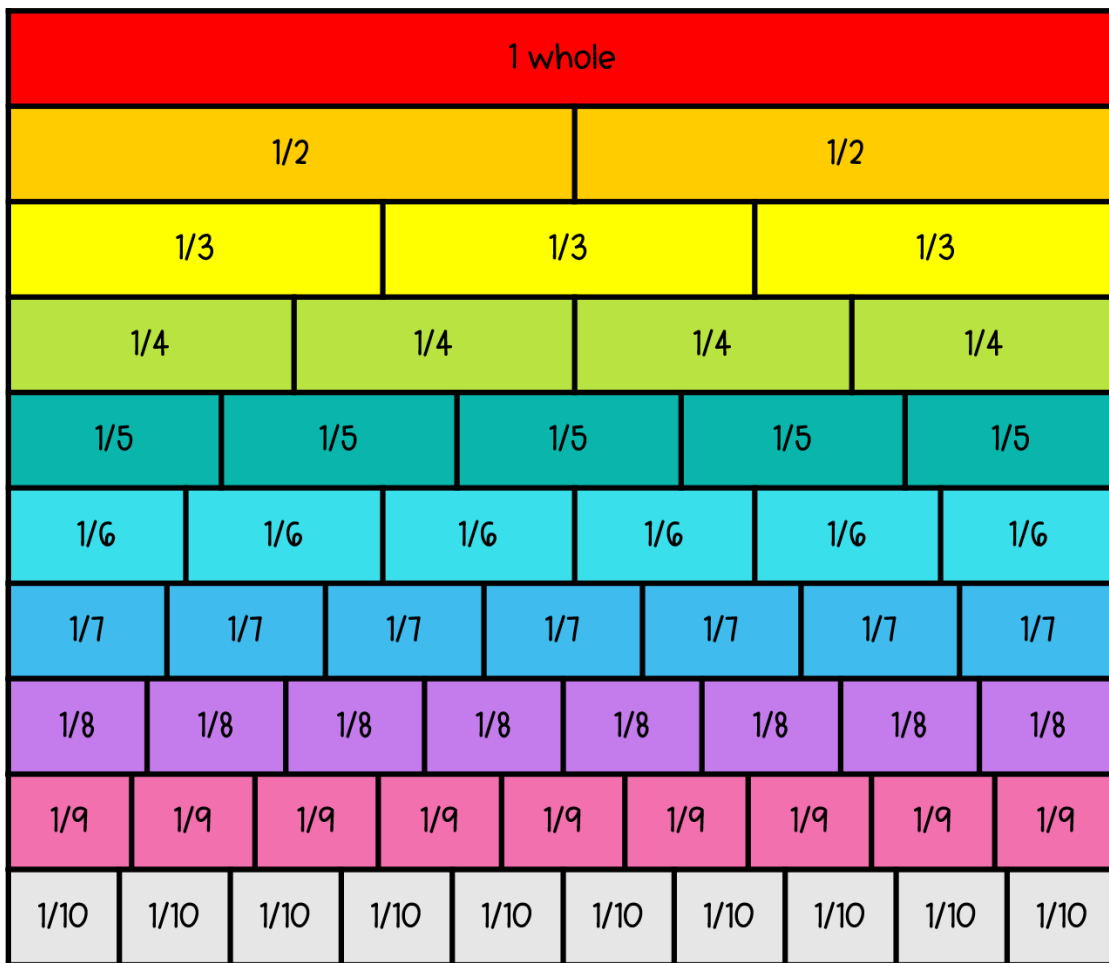 1 whole
1/2 1/2
1/3 1/3 1/3
1/4 1/4 1/4 1/4
1/5 1/5 1/5 1/5 1/5
1/6 1/6 1/6 1/6 1/6 1/6
1/7 1/7 1/7 1/7 1/7 1/7 1/7
1/8 1/8 1/8 1/8 1/8 1/8 1/8 1/8
1/9 1/9 1/9 1/9 1/9 1/9 1/9 1/9 1/9
1/10 1/10 1/10 1/10 1/10 1/10 1/10 1/10 1/10 1/10